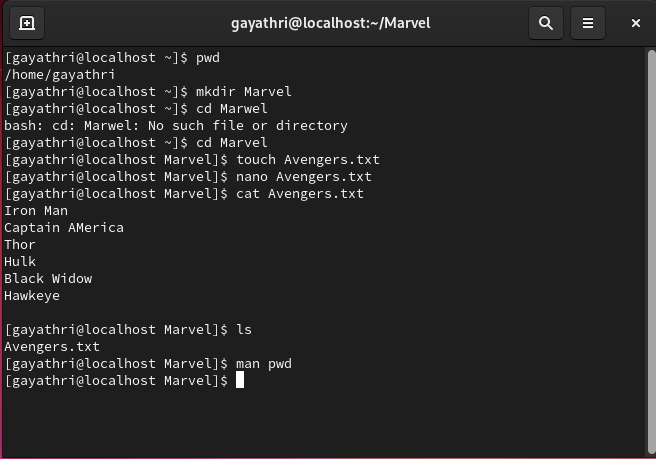 gayathri@localhost:~/Marvel
[gayathri@localhost ~]$ pwd
/home/gayathri
[gayathri@localhost ~]$ mkdir Marvel
[gayathri@localhost ~]$ cd Marwel
bash: cd: Marwel: No such file or directory
[gayathri@localhost ~]$ cd Marvel
[gayathri@localhost Marvel]$ touch Avengers.txt
[gayathri@localhost Marvel]$ nano Avengers.txt
[gayathri@localhost Marvel]$ cat Avengers.txt
Iron Man
Captain AMerica
Thor
Hulk
Black Widow
Hawkeye
[gayathri@localhost Marvel]$ ls
Avengers.txt
[gayathri@localhost Marvel]$ man pwd
[gayathri@localhost Marvel]$